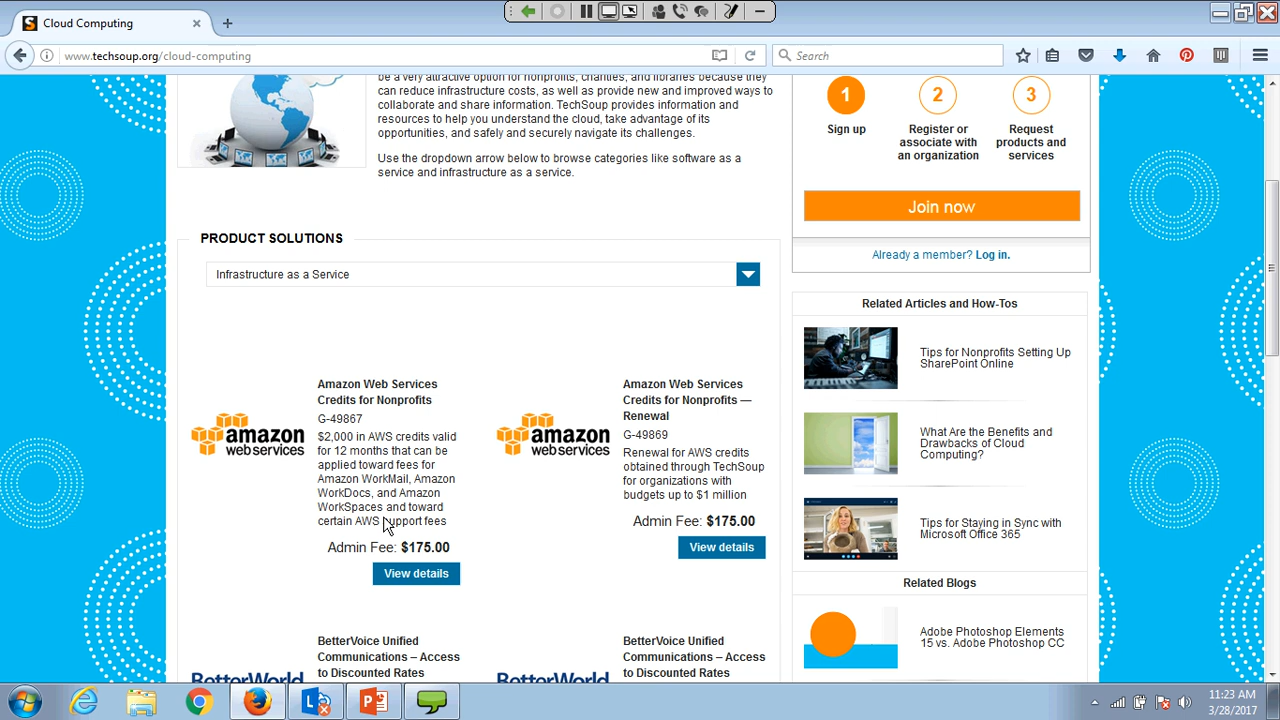 Cloud Computing
www.techsoup.org/cloud-computing
Search
be a very attractive option for nonprofits, charities, and libraries because they
can reduce infrastructure costs, as well as provide new and improved ways to
collaborate and share information. TechSoup provides information and
resources to help you understand the cloud, take advantage of its
opportunities, and safely and securely navigate its challenges.
Use the dropdown arrow below to browse categories like software as a
service and infrastructure as a service.
1
2
3
Sign up
Register or
associate with
an organization
Request
products and
services
Join now
Already a member? Log in.
PRODUCT SOLUTIONS
Infrastructure as a Service
amazon
webservices
Amazon Web Services
Credits for Nonprofits
G-49867
$2,000 in AWS credits valid
for 12 months that can be
applied toward fees for
Amazon WorkMail, Amazon
WorkDocs, and Amazon
WorkSpaces and toward
certain AWS support fees
Admin Fee: $175.00
View details
amazon
webservices
Amazon Web Services
Credits for Nonprofits —
Renewal
G-49869
Renewal for AWS credits
obtained through TechSoup
for organizations with
budgets up to $1 million
Admin Fee: $175.00
View details
BetterWorld
BetterVoice Unified
Communications – Access
to Discounted Rates
BetterWorld
BetterVoice Unified
Communications – Access
to Discounted Rates
Related Articles and How-Tos
Tips for Nonprofits Setting Up
SharePoint Online
What Are the Benefits and
Drawbacks of Cloud
Computing?
Tips for Staying in Sync with
Microsoft Office 365
Related Blogs
Adobe Photoshop Elements
15 vs. Adobe Photoshop CC
11:23 AM
3/28/2017